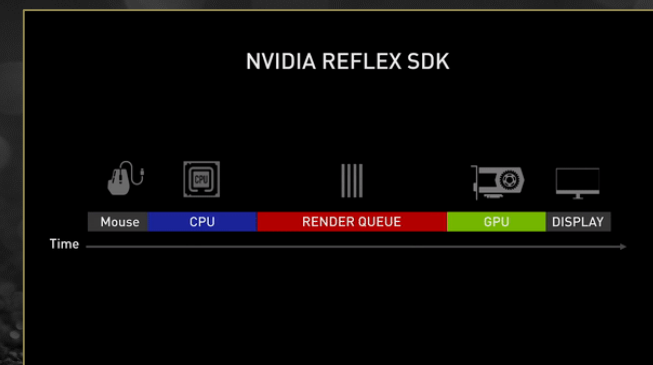 NVIDIA REFLEX SDK
CPU
Mouse CPU RENDER QUEUE GPU DISPLAY
Time